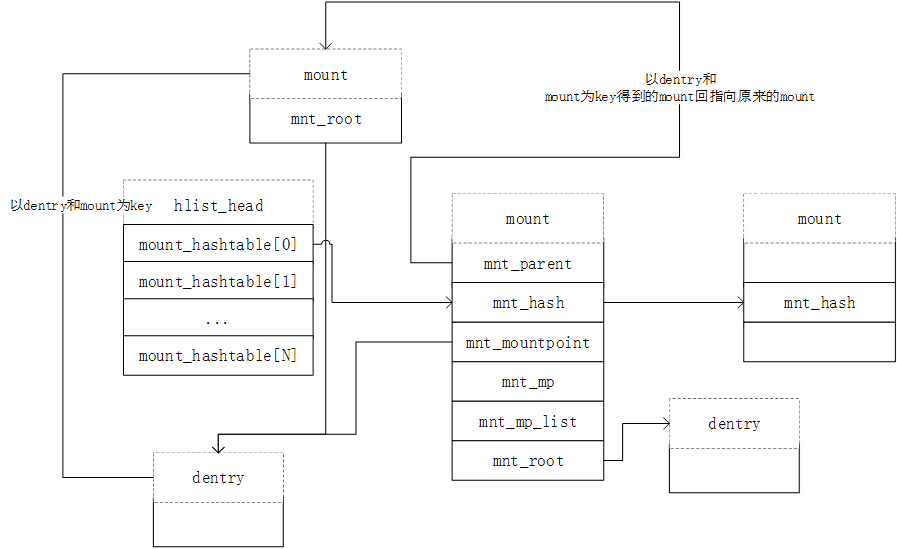 mount
mnt_root
以dentry和
mount为key得到的mount回指向原来的mount
以dentry和mount为key
hlist_head
mount_hashtable[0]
mount_hashtable[1]
...
mount_hashtable[N]
mount
mnt_parent
mnt_hash
mnt_mountpoint
mnt_mp
mnt_mp_list
mnt_root
mount
mnt_hash
dentry
dentry